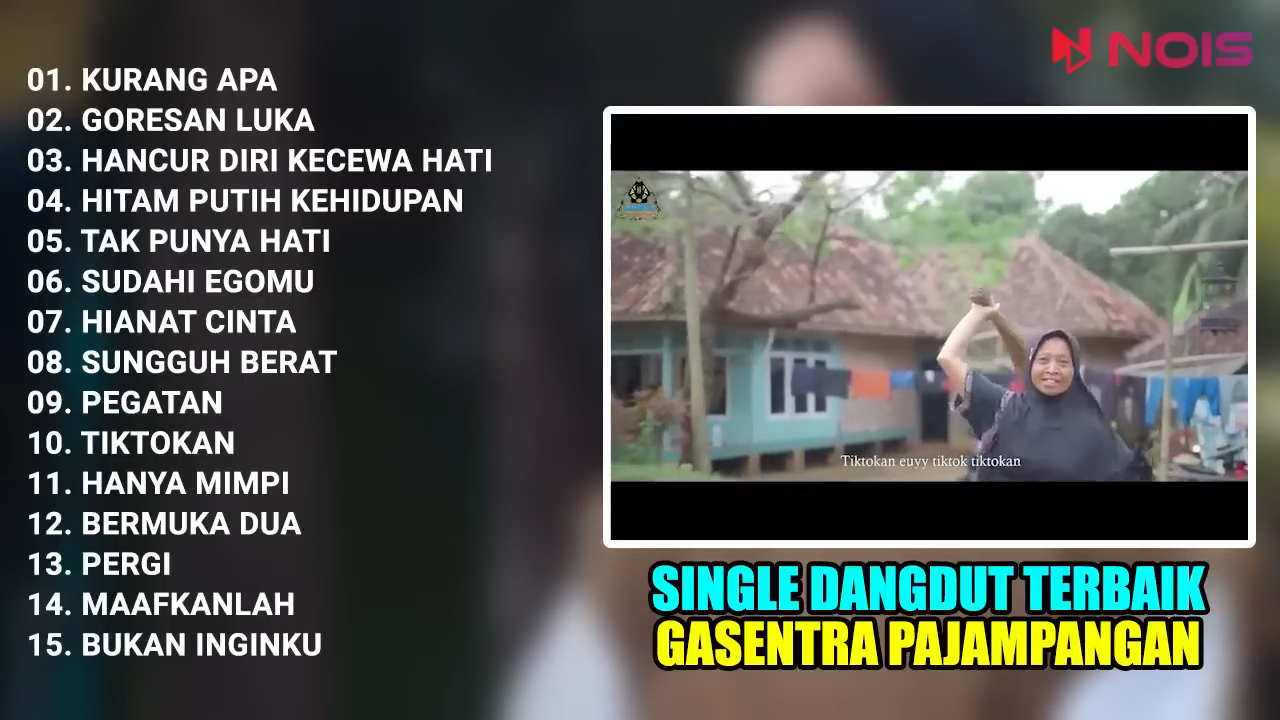 NOIS
01. KURANG APA
02. GORESAN LUKA
03. HANCUR DIRI KECEWA HATI
04. HITAM PUTIH KEHIDUPAN
05. TAK PUNYA HATI
06. SUDAHI EGOMU
07. HIANAT CINTA
08. SUNGGUH BERAT
09. PEGATAN
10. TIKTOKAN
11. HANYA MIMPI
12. BERMUKA DUA
13. PERGI
14. MAAFKANLAH
15. BUKAN INGINKU
Tiktokan euyy tiktok tiktokan
SINGLE DANGDUT TERBAIK
GASENTRA PAJAMPANGAN